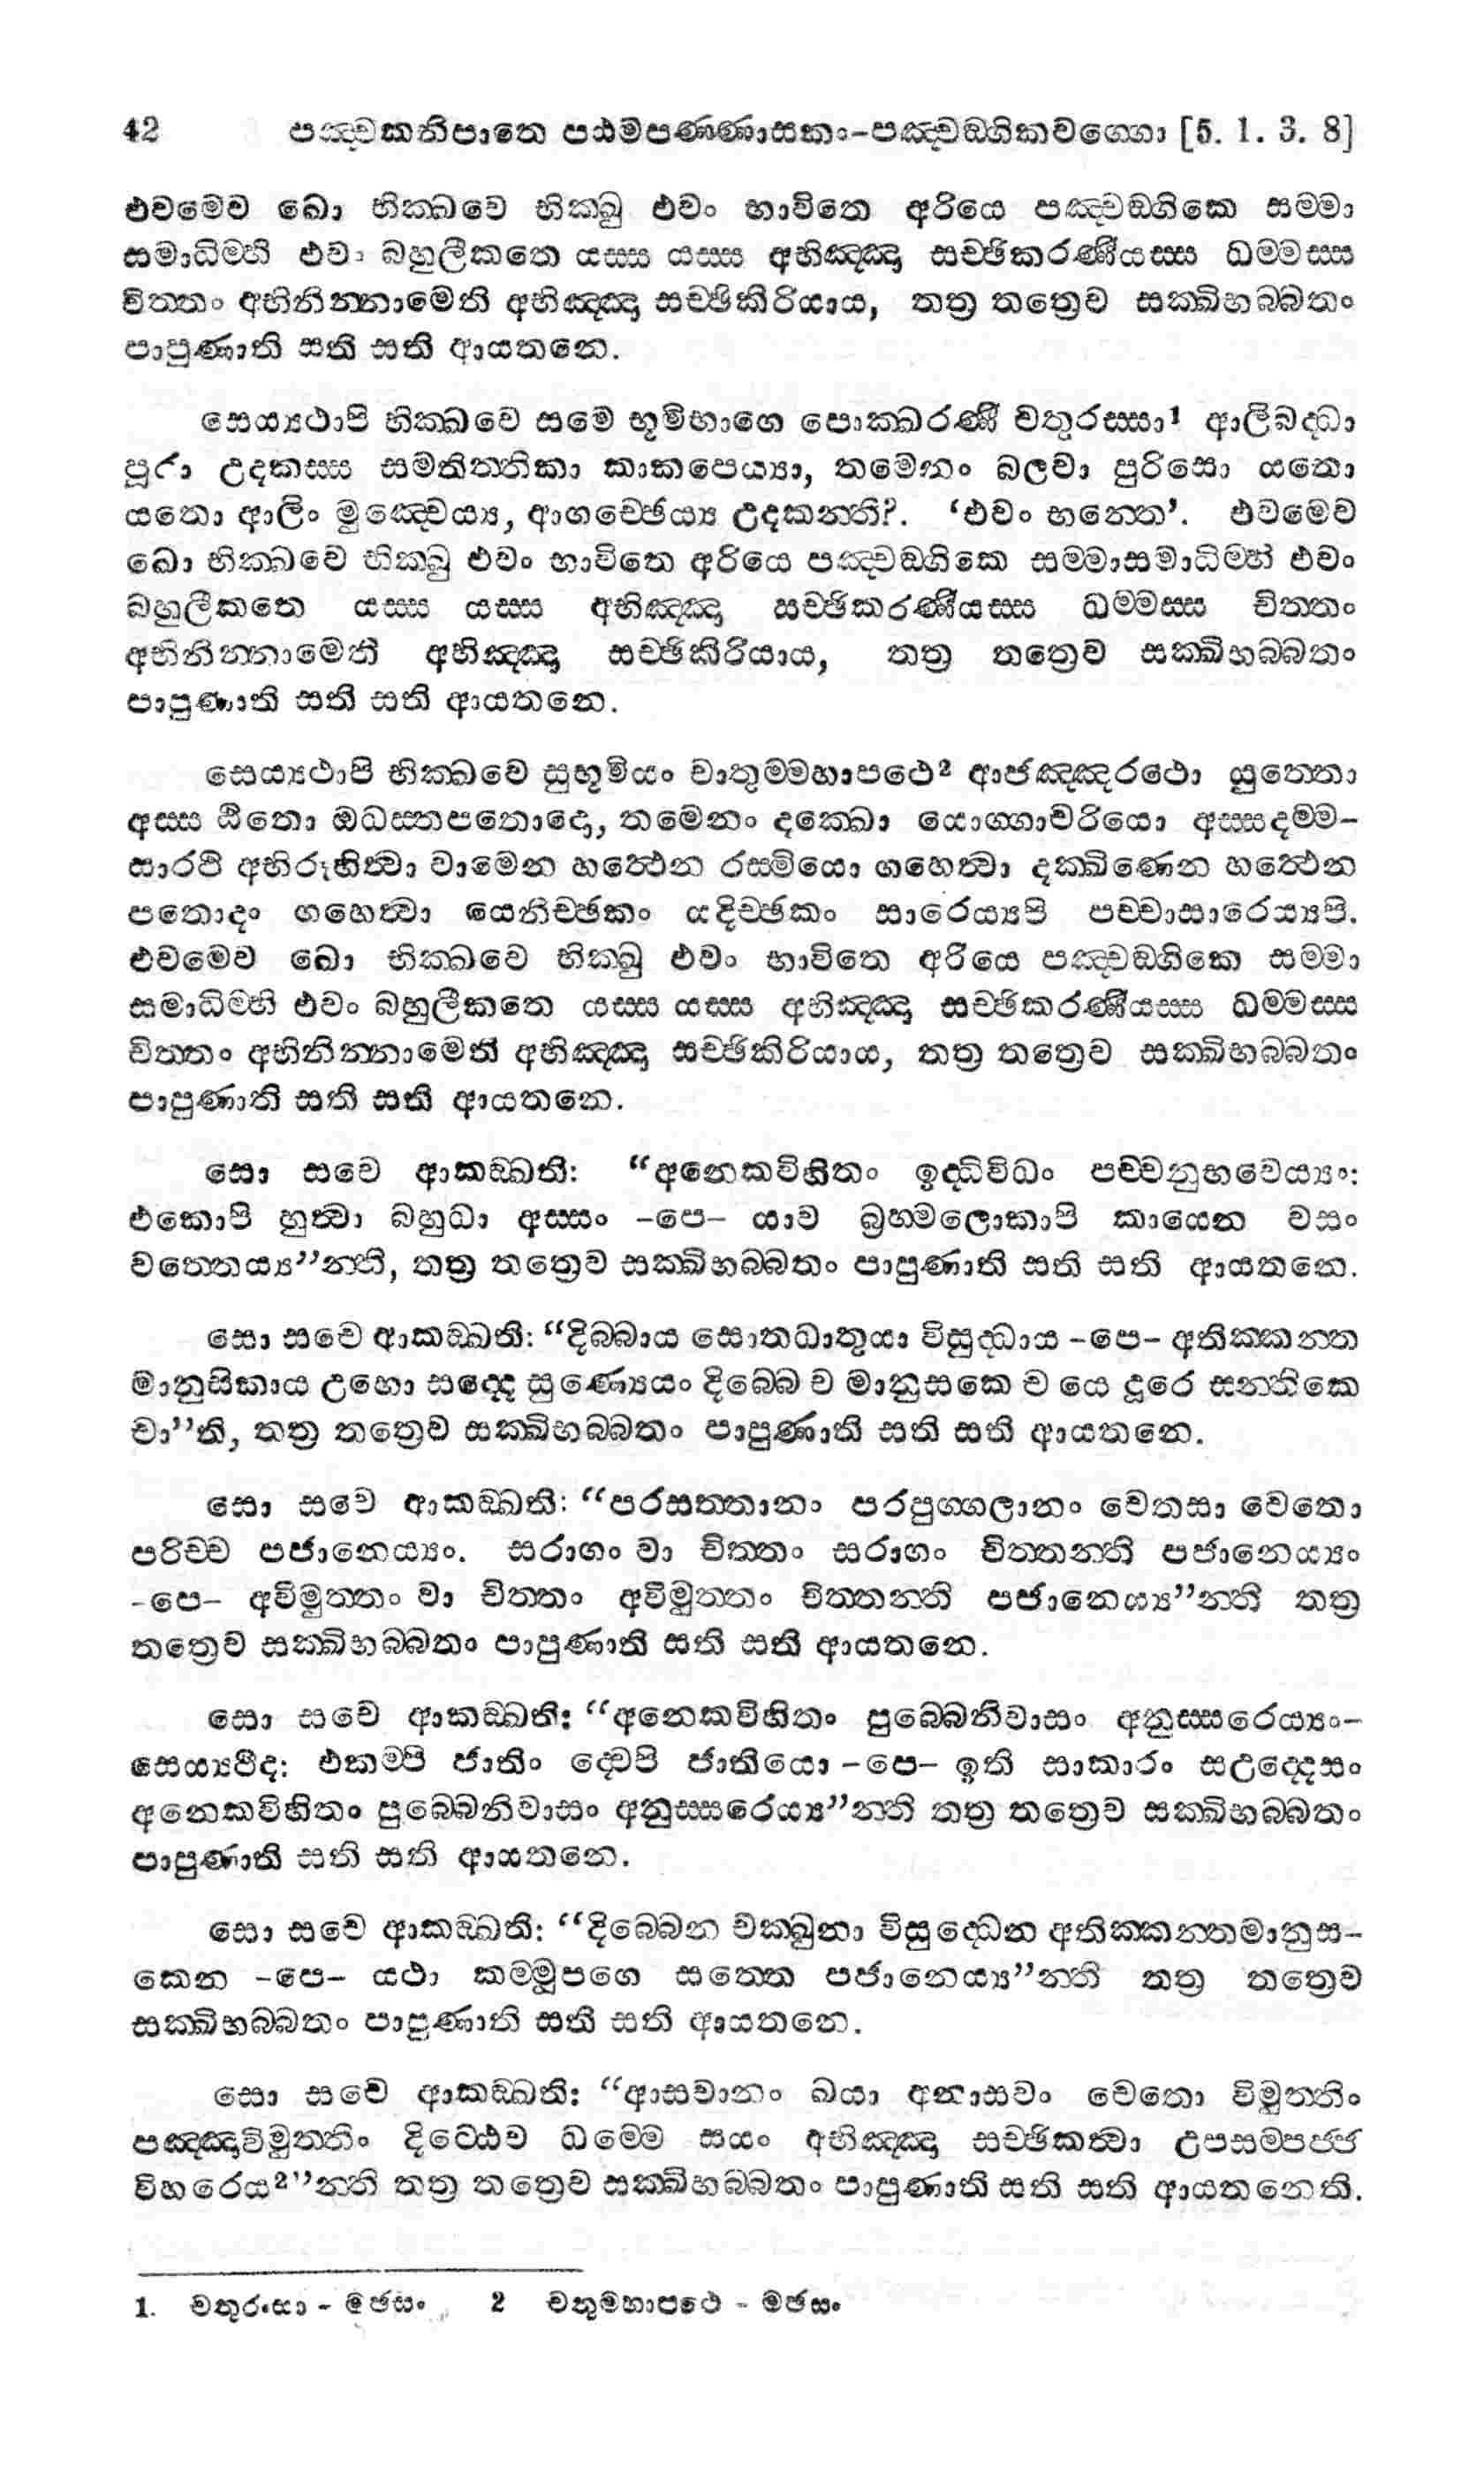 42 පඤ්චකනිපාතෙ පඨමපණ්ණාසකං-පඤ්චඞ්ගිකවග්ගො [5. 1. 3. 8]
එවමෙව ඛො භික්ඛවෙ භික්ඛු එවං භාවිතෙ අරියෙ පඤ්චඞ්ගිකෙ සම්මා
සමාධිම්හි එවං බහුලීකතෙ යස්ස යස්ස අභිඤ්ඤා සච්ඡිකරණීයස්ස ධම්මස්ස
චිත්තං අභිනින්නාමෙති අභිඤ්ඤා සච්ඡිකිරියාය, තත්‍ර තත්‍රෙව සක්ඛිභබ්බතං
පාපුණාති සති සති ආයතනෙ.
සෙය්‍යථාපි භික්ඛවෙ සමෙ භූමිභාගෙ පොක්ඛරණී චතුරස්සා¹ ආලිබද්ධා
පූරා උදකස්ස සමතිත්තිකා කාකපෙය්‍යා, තමෙනං බලවා පුරිසො යතො
යතො ආලිං මුඤ්චෙය්‍ය, ආගච්ඡෙය්‍ය උදකන්ති?. ‘එවං භන්තෙ’. එවමෙව
ඛො භික්ඛවෙ භික්ඛු එවං භාවිතෙ අරියෙ පඤ්චඞ්ගිකෙ සම්මාසමාධිම්හි එවං
බහුලීකතෙ යස්ස යස්ස අභිඤ්ඤා සච්ඡිකරණීයස්ස ධම්මස්ස චිත්තං
අභිනින්නාමෙති අභිඤ්ඤා සච්ඡිකිරියාය, තත්‍ර තත්‍රෙව සක්ඛිභබ්බතං
පාපුණාති සති සති ආයතනෙ.
සෙය්‍යථාපි භික්ඛවෙ සුභූමියං චාතුම්මහාපථෙ² ආජඤ්ඤරථො යුත්තො
අස්ස ඨිතො ඔධස්තපතොදො, තමෙනං දක්ඛො යොග්ගාචරියො අස්සදම්ම-
සාරථි අභිරූහිත්‍වා වාමෙන හත්‍ථෙන රස්මියො ගහෙත්‍වා දක්ඛිණෙන හත්‍ථෙන
පතොදං ගහෙත්‍වා යෙනිච්ඡකං යදිච්ඡකං සාරෙය්‍යපි පච්චාසාරෙය්‍යපි.
එවමෙව ඛො භික්ඛවෙ භික්ඛු එවං භාවිතෙ අරියෙ පඤ්චඞ්ගිකෙ සම්මා
සමාධිම්හි එවං බහුලීකතෙ යස්ස යස්ස අභිඤ්ඤා සච්ඡිකරණීයස්ස ධම්මස්ස
චිත්තං අභිනින්නාමෙති අභිඤ්ඤා සච්ඡිකිරියාය, තත්‍ර තත්‍රෙව සක්ඛිභබ්බතං
පාපුණාති සති සති ආයතනෙ.
සො සචෙ ආකඞ්ඛති: “අනෙකවිහිතං ඉද්ධිවිධං පච්චනුභවෙය්‍යං:
එකොපි හුත්‍වා බහුධා අස්සං -පෙ- යාව බ්‍රහ්මලොකාපි කායෙන වසං
වත්තෙය්‍ය”න්ති, තත්‍ර තත්‍රෙව සක්ඛිභබ්බතං පාපුණාති සති සති ආයතනෙ.
සො සචෙ ආකඞ්ඛති: “දිබ්බාය සොතධාතුයා විසුද්ධාය -පෙ- අතික්කන්ත
මානුසිකාය උභො සද්දෙ සුණෙය්‍යං දිබ්බෙ ච මානුසකෙ ච යෙ දූරෙ සන්තිකෙ
චා”ති, තත්‍ර තත්‍රෙව සක්ඛිභබ්බතං පාපුණාති සති සති ආයතනෙ.
සො සචෙ ආකඞ්ඛති: “පරසත්තානං පරපුග්ගලානං චෙතසා චෙතො
පරිච්ච පජානෙය්‍යං. සරාගං වා චිත්තං සරාගං චිත්තන්ති පජානෙය්‍යං
-පෙ- අවිමුත්තං වා චිත්තං අවිමුත්තං චිත්තන්ති පජානෙය්‍ය”න්ති තත්‍ර
තත්‍රෙව සක්ඛිභබ්බතං පාපුණාති සති සති ආයතනෙ.
සො සචෙ ආකඞ්ඛති: “අනෙකවිහිතං පුබ්බෙනිවාසං අනුස්සරෙය්‍යං-
සෙය්‍යථීදං: එකම්පි ජාතිං ද්වෙපි ජාතියො -පෙ- ඉති සාකාරං සඋද්දෙසං
අනෙකවිහිතං පුබ්බෙනිවාසං අනුස්සරෙය්‍ය”න්ති තත්‍ර තත්‍රෙව සක්ඛිභබ්බතං
පාපුණාති සති සති ආයතනෙ.
සො සචෙ ආකඞ්ඛති: “දිබ්බෙන චක්ඛුනා විසුද්ධෙන අතික්කන්තමානුස-
කෙන -පෙ- යථා කම්මූපගෙ සත්තෙ පජානෙය්‍ය”න්ති තත්‍ර තත්‍රෙව
සක්ඛිභබ්බතං පාපුණාති සති සති ආයතනෙ.
සො සචෙ ආකඞ්ඛති: “ආසවානං ඛයා අනාසවං චෙතො විමුත්තිං
පඤ්ඤාවිමුත්තිං දිට්ඨෙව ධම්මෙ සයං අභිඤ්ඤා සච්ඡිකත්‍වා උපසම්පජ්ජ
විහරෙය²”න්ති තත්‍ර තත්‍රෙව සක්ඛිභබ්බතං පාපුණාති සති සති ආයතනෙති.
1. චතුරංසා - මඡසං 2 චතුමහාපථෙ - මඡසං